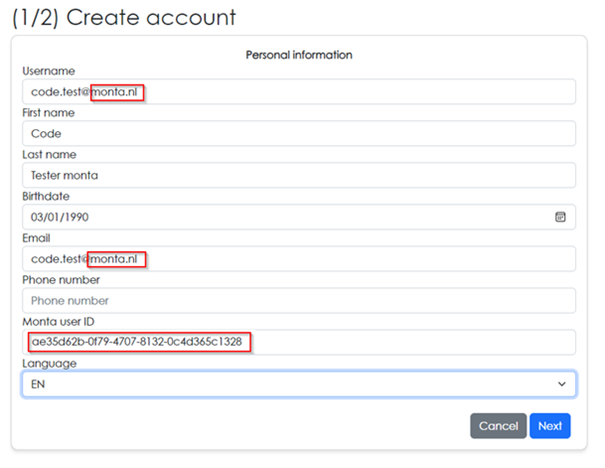 (1/2) Create account
Personal information
Username
code.test@monta.nl
First name
Code
Last name
Tester monta
Birthdate
03/01/1990
Email
code.test@monta.nl
Phone number
Phone number
Monta user ID
ae35d62b-0f79-4707-8132-0c4d365c1328
Language
EN
Cancel Next